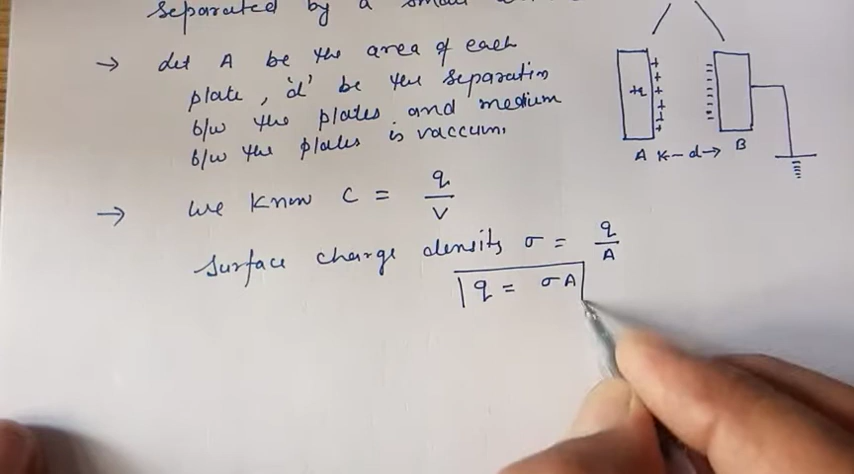 separated by a small
→ let A be the area of each
plate, 'd' be the separation
b/w the plates and medium
b/w the plates is vaccum.
→ We know C = q/V
Surface charge density σ = q/A
q = σA
+q
+ + + + + +
A K- d → B